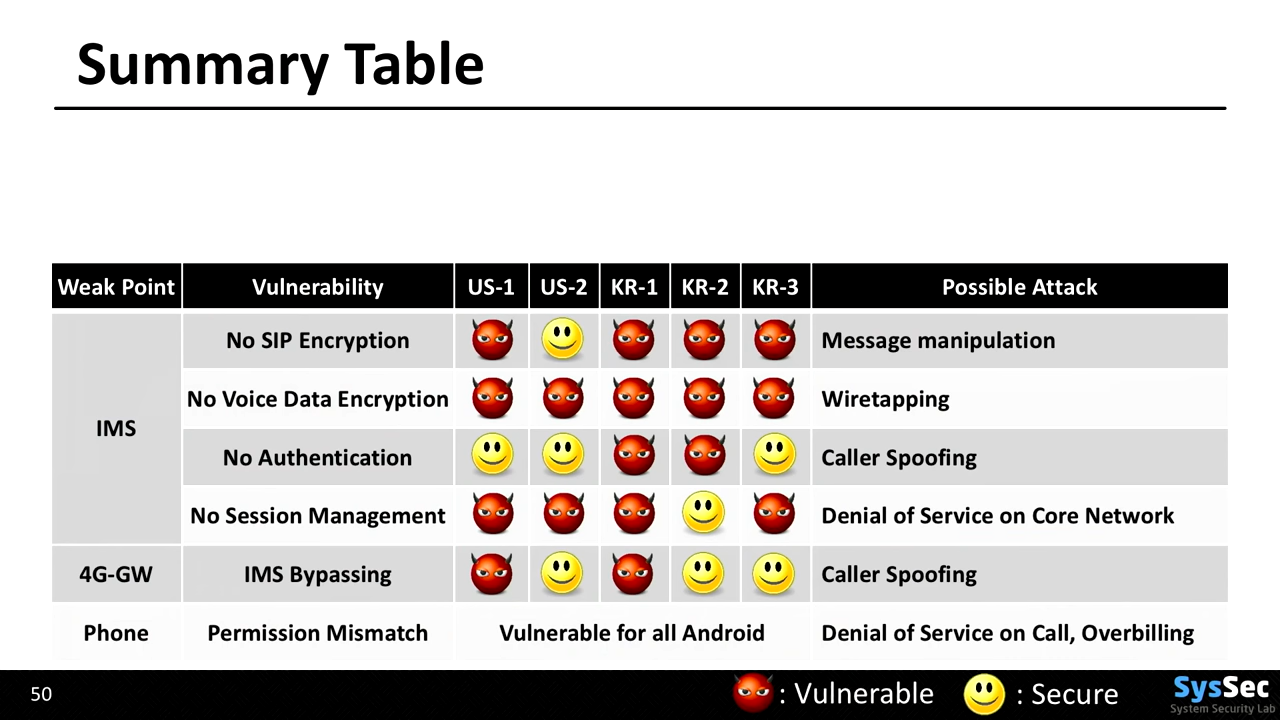 Summary Table
Weak Point Vulnerability US-1 US-2 KR-1 KR-2 KR-3 Possible Attack
IMS
No SIP Encryption Message manipulation
No Voice Data Encryption Wiretapping
No Authentication Caller Spoofing
No Session Management Denial of Service on Core Network
4G-GW IMS Bypassing Caller Spoofing
Phone Permission Mismatch Vulnerable for all Android Denial of Service on Call, Overbilling
50 : Vulnerable : Secure SysSec
System Security Lab